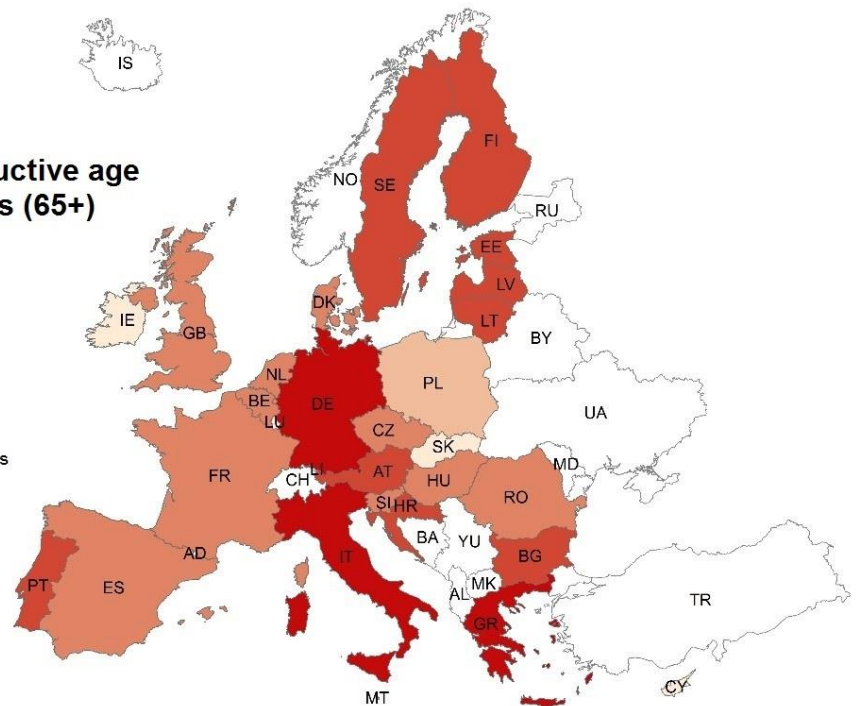 IS
uctive age
s (65+)
NO
SE
FI
RU
EE
LV
LT
BY
IE
GB
DK
NL
BE
LU
DE
PL
CZ
SK
UA
MD
s
FR
CH
LI
AT
HU
SI
HR
RO
BA
YU
BG
AD
PT
ES
IT
AL
MK
GR
TR
MT
CY